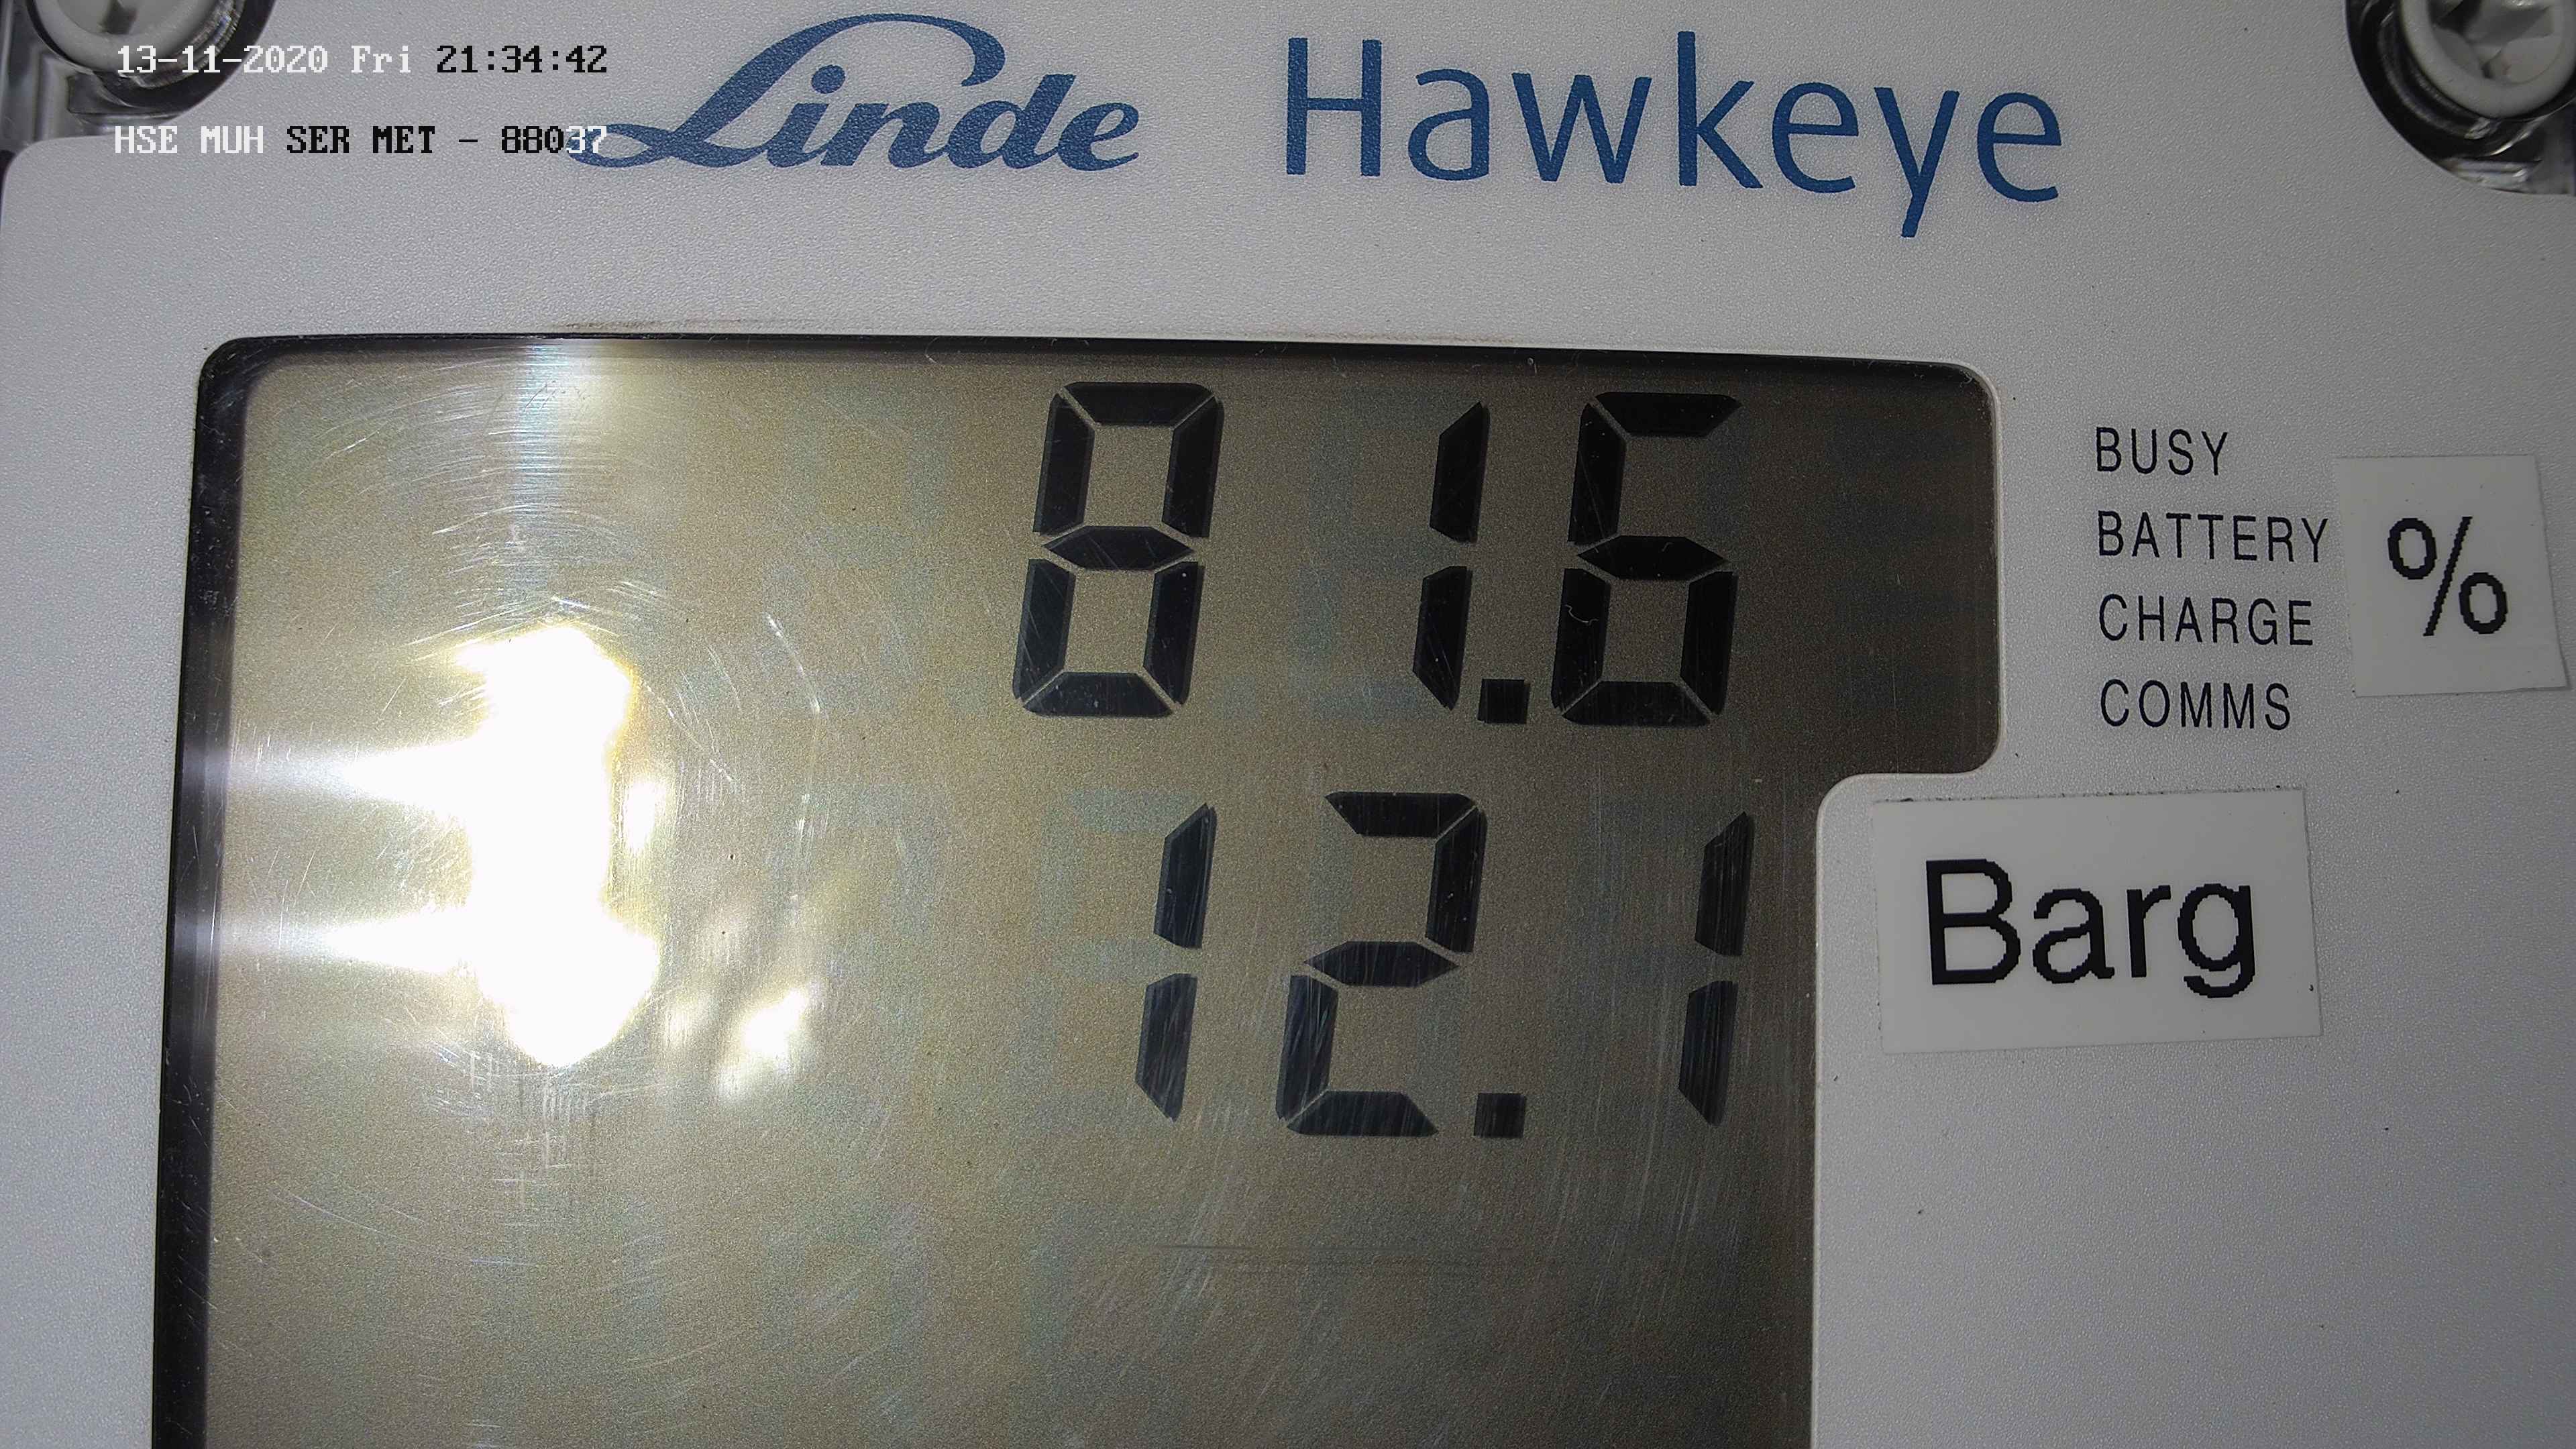 13-11-2020 Fri 21:34:42
HSE MUH SER MET - 88037
Linde Hawkeye
81.6
BUSY
BATTERY
CHARGE
COMMS
%
12.1
Barg